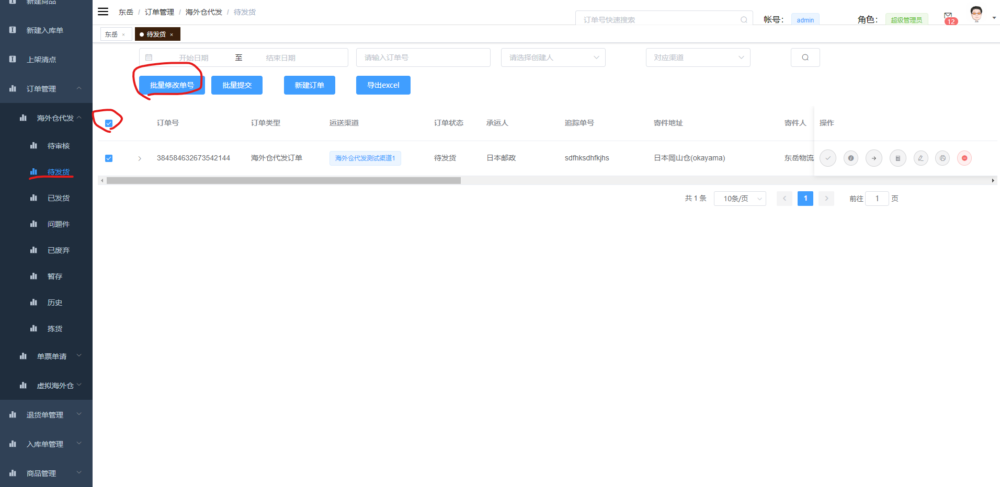 新建商品
新建入库单
上架清点
订单管理
海外仓代发
待审核
待发货
已发货
问题件
已废弃
暂存
历史
拣货
单票单请
虚拟海外仓
退货单管理
入库单管理
商品管理
东岳 / 订单管理 / 海外仓代发 / 待发货
订单号快速搜索
帐号： admin
角色： 超级管理员
12
东岳 ×
待发货 ×
开始日期 至 结束日期
请输入订单号
请选择创建人
对应渠道
批量修改单号 批量提交 新建订单 导出excel
订单号 订单类型 运送渠道 订单状态 承运人 追踪单号 寄件地址 寄件人 操作
384584632673542144 海外仓代发订单 海外仓代发测试渠道1 待发货 日本邮政 sdfhksdhfkjhs 日本岡山仓(okayama) 东岳物流
共 1 条 10条/页 1 前往 1 页